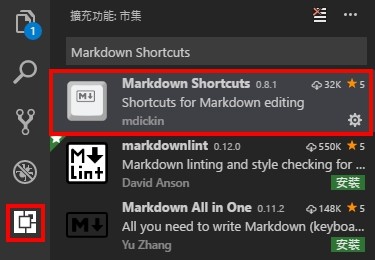 擴充功能: 市集
1
Markdown Shortcuts
Markdown Shortcuts 0.8.1 32K ★ 5
Shortcuts for Markdown editing
mdickin
markdownlint 0.12.0 550K ★ 5
Markdown linting and style checking for ...
David Anson 安裝
Markdown All in One 0.11.2 148K ★ 5
All you need to write Markdown (keyboa...
Yu Zhang 安裝
M
M
Lint
M